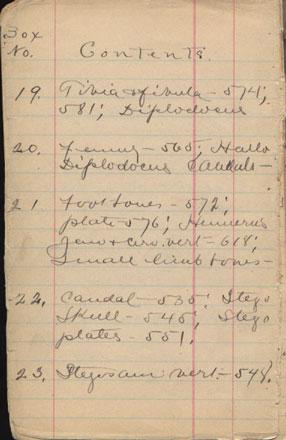 Box
No. Contents.
19. Tibia & fibula - 574;
581; Diplodocus
20. Femur - 565; Hallo
Diplodocus Caudals -
21 Foot bones - 572;
plate 576; Humerus
Jaw & cerv. vert - 618;
Small limb bones -
22. Caudal - 535; Stego
Skull - 545; Stego
plates - 551;
23. Stegosaur vert. - 548.